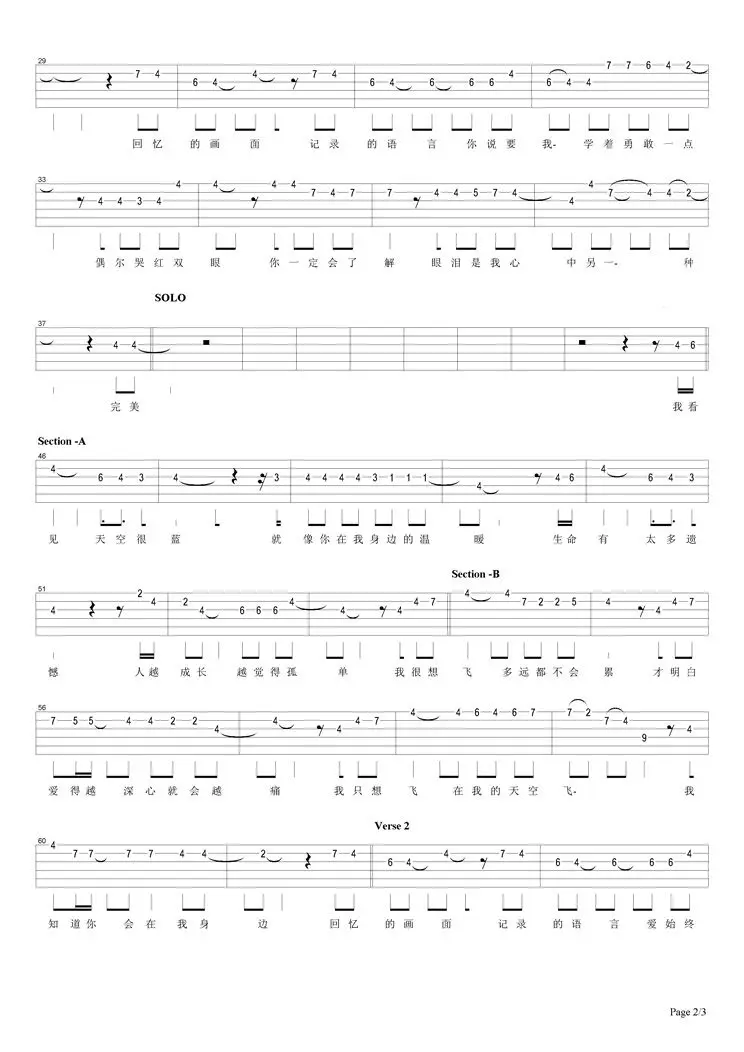 29
7 4 6 4 4 7 4 6 4 6 6 6 4 6 4 4 7 7 6 4 2
回忆 的画 面 记录 的语 言 你说要 我- 学着勇敢一点
33
4 4 3 4 4 4 4 4 7 4 7 7 4 4 5 7 4 4 4 7 4 4 2
偶尔哭红双 眼 你一定会了 解 眼泪是我心 中另一- 种
SOLO
37
4 4 4 6
完美 我看
Section -A
46
4 6 4 3 4 3 4 4 4 4 3 1 1 1 4 4 6 4 6 4 3
见 天空很 蓝 就 像你在我身边的温 暖 生命 有 太多遗
Section -B
51
4 2 4 2 4 6 6 6 4 4 4 4 7 4 4 7 2 2 5 4 4 4 7
憾 人越 成长 越觉得孤 单 我很想 飞 多远都不会 累 才明白
56
7 5 5 4 4 2 2 4 4 4 4 7 4 4 6 4 6 7 7 2 7 4 9 4
爱得越 深心就会越 痛 我只想 飞 在我的天空 飞- 我
Verse 2
60
4 7 7 7 7 4 4 2 7 4 6 4 4 7 4 6 4 6 6 6 4
知道你 会在我身 边 回忆 的画 面 记录 的语 言 爱始终
Page 2/3